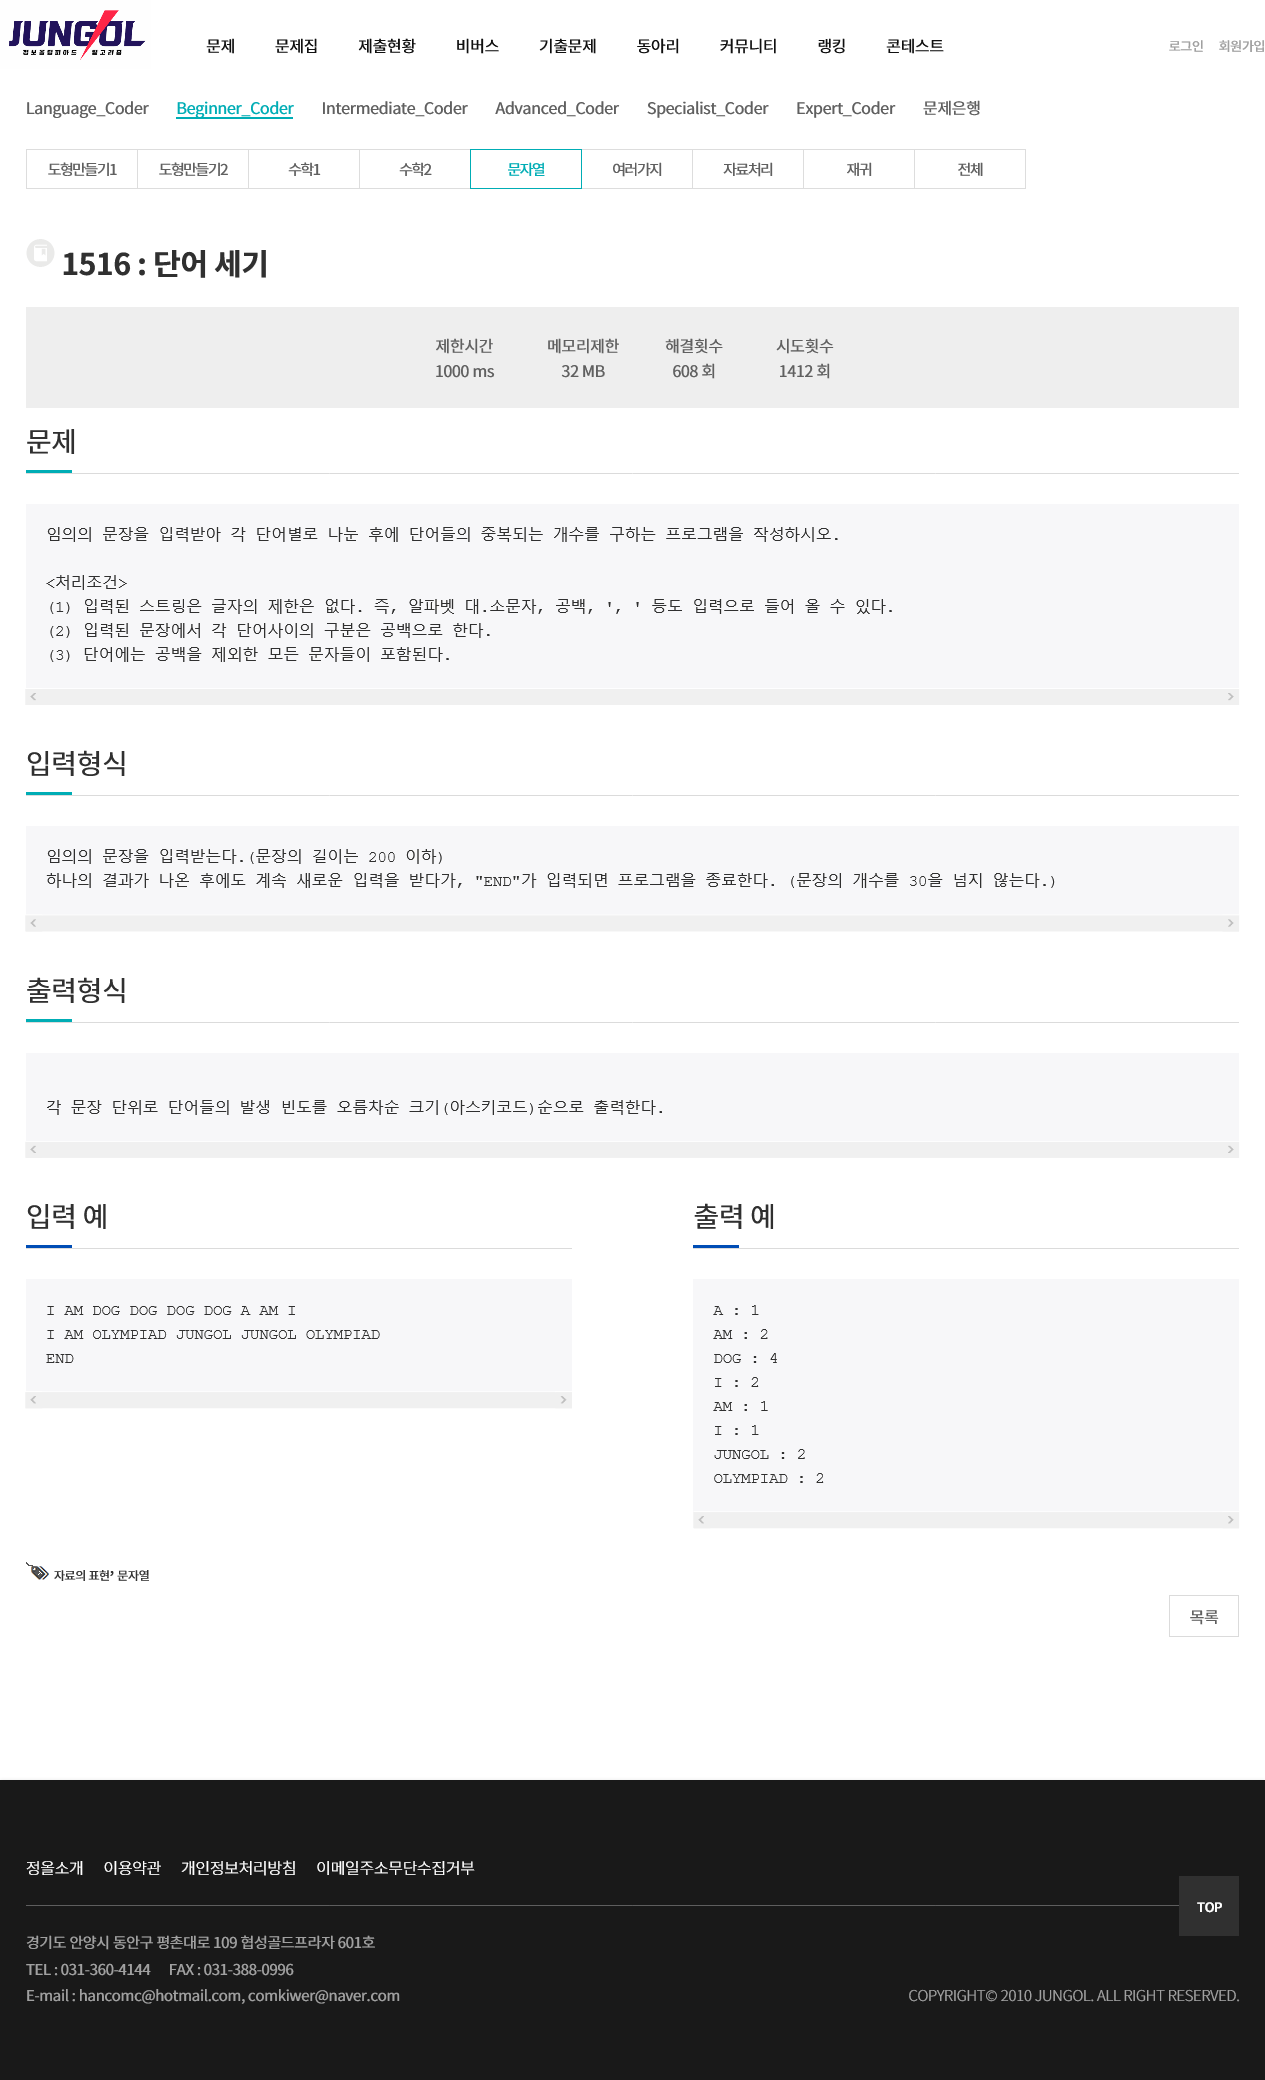 JUNGOL
정보올림피아드 알고리즘
문제 문제집 제출현황 비버스 기출문제 동아리 커뮤니티 랭킹 콘테스트 로그인 회원가입
Language_Coder Beginner_Coder Intermediate_Coder Advanced_Coder Specialist_Coder Expert_Coder 문제은행
도형만들기1 도형만들기2 수학1 수학2 문자열 여러가지 자료처리 재귀 전체
1516 : 단어 세기
제한시간 메모리제한 해결횟수 시도횟수
1000 ms 32 MB 608 회 1412 회
문제
임의의 문장을 입력받아 각 단어별로 나눈 후에 단어들의 중복되는 개수를 구하는 프로그램을 작성하시오.
<처리조건>
(1) 입력된 스트링은 글자의 제한은 없다. 즉, 알파벳 대.소문자, 공백, ', ' 등도 입력으로 들어 올 수 있다.
(2) 입력된 문장에서 각 단어사이의 구분은 공백으로 한다.
(3) 단어에는 공백을 제외한 모든 문자들이 포함된다.
입력형식
임의의 문장을 입력받는다.(문장의 길이는 200 이하)
하나의 결과가 나온 후에도 계속 새로운 입력을 받다가, "END"가 입력되면 프로그램을 종료한다. (문장의 개수를 30을 넘지 않는다.)
출력형식
각 문장 단위로 단어들의 발생 빈도를 오름차순 크기(아스키코드)순으로 출력한다.
입력 예
I AM DOG DOG DOG DOG A AM I
I AM OLYMPIAD JUNGOL JUNGOL OLYMPIAD
END
출력 예
A : 1
AM : 2
DOG : 4
I : 2
AM : 1
I : 1
JUNGOL : 2
OLYMPIAD : 2
자료의 표현, 문자열
목록
정올소개 이용약관 개인정보처리방침 이메일주소무단수집거부
TOP
경기도 안양시 동안구 평촌대로 109 협성골드프라자 601호
TEL : 031-360-4144 FAX : 031-388-0996
E-mail : hancomc@hotmail.com, comkiwer@naver.com
COPYRIGHT© 2010 JUNGOL. ALL RIGHT RESERVED.